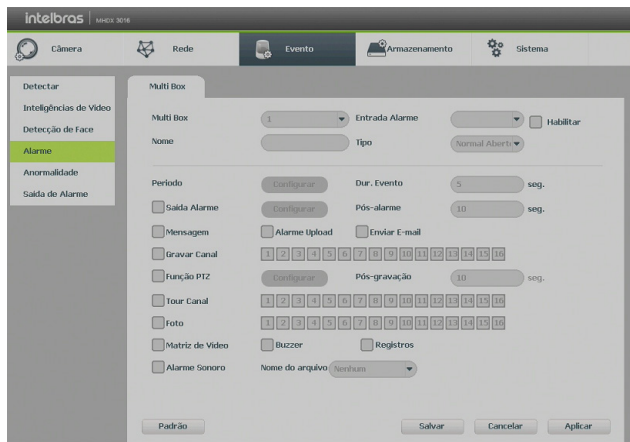 intelbras MHDX 3016
Câmera Rede Evento Armazenamento Sistema
Detectar
Inteligências de Vídeo
Detecção de Face
Alarme
Anormalidade
Saída de Alarme
Multi Box
Multi Box 1 Entrada Alarme Habilitar
Nome Tipo Normal Aberto
Período Configurar Dur. Evento 5 seg.
Saída Alarme Configurar Pós-alarme 10 seg.
Mensagem Alarme Upload Enviar E-mail
Gravar Canal 1 2 3 4 5 6 7 8 9 10 11 12 13 14 15 16
Função PTZ Configurar Pós-gravação 10 seg.
Tour Canal 1 2 3 4 5 6 7 8 9 10 11 12 13 14 15 16
Foto 1 2 3 4 5 6 7 8 9 10 11 12 13 14 15 16
Matriz de Vídeo Buzzer Registros
Alarme Sonoro Nome do arquivo Nenhum
Padrão Salvar Cancelar Aplicar